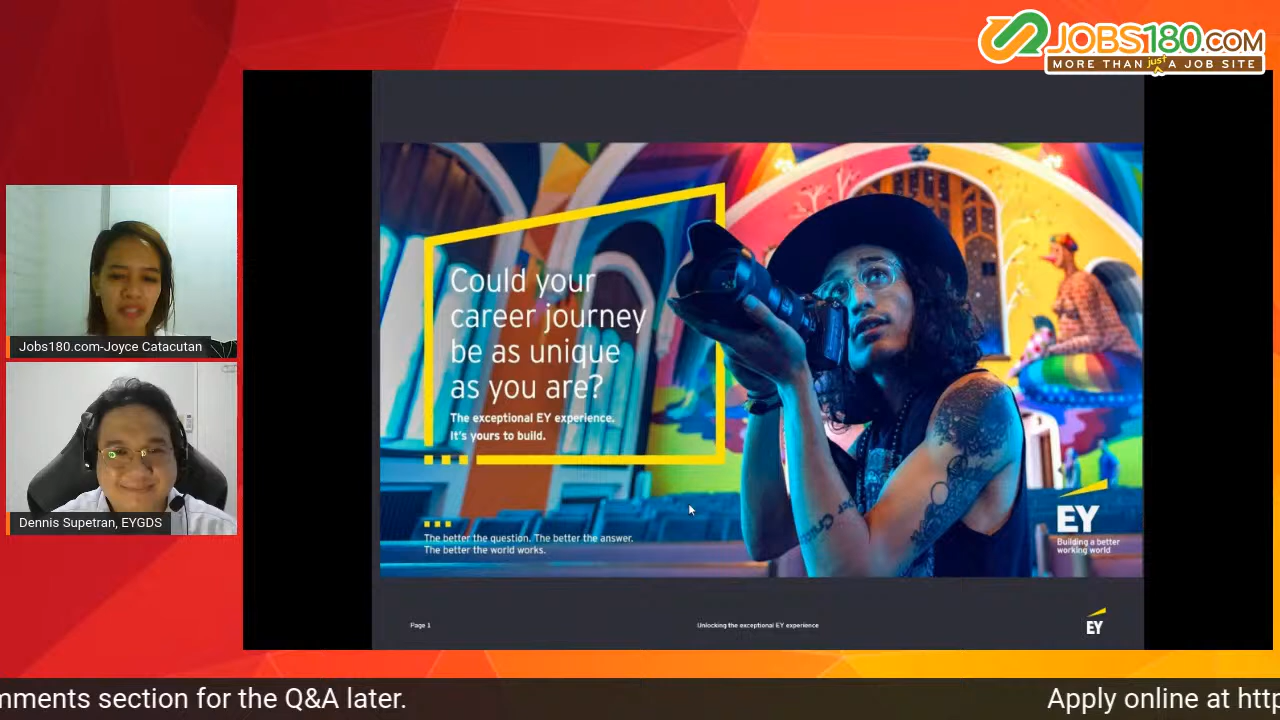 JOBS180.COM
MORE THAN just A JOB SITE
Jobs180.com-Joyce Catacutan
Dennis Supetran, EYGDS
Could your
career journey
be as unique
as you are?
The exceptional EY experience.
It's yours to build.
The better the question. The better the answer.
The better the world works.
EY
Building a better
working world
Page 1
Unlocking the exceptional EY experience
EY
mments section for the Q&A later.
Apply online at http